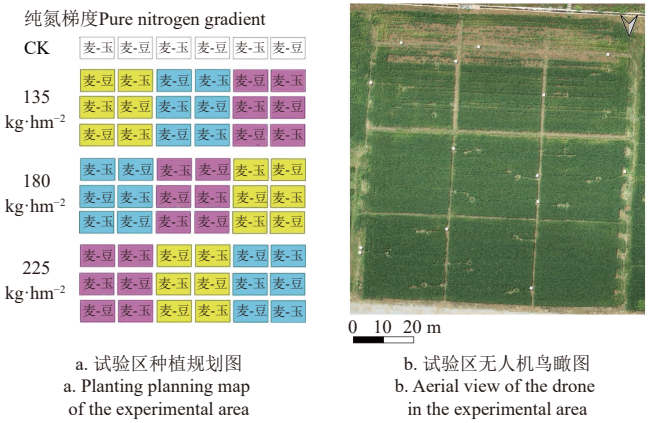 纯氮梯度Pure nitrogen gradient
CK 麦-玉 麦-豆 麦-玉 麦-豆 麦-玉 麦-豆
麦-豆 麦-玉 麦-豆 麦-玉 麦-豆 麦-玉
135
kg·hm⁻²
麦-豆 麦-玉 麦-豆 麦-玉 麦-豆 麦-玉
麦-豆 麦-玉 麦-豆 麦-玉 麦-豆 麦-玉
麦-玉 麦-豆 麦-玉 麦-豆 麦-玉 麦-豆
180
kg·hm⁻²
麦-玉 麦-豆 麦-玉 麦-豆 麦-玉 麦-豆
麦-玉 麦-豆 麦-玉 麦-豆 麦-玉 麦-豆
麦-豆 麦-玉 麦-豆 麦-玉 麦-豆 麦-玉
225
kg·hm⁻²
麦-豆 麦-玉 麦-豆 麦-玉 麦-豆 麦-玉
麦-豆 麦-玉 麦-豆 麦-玉 麦-豆 麦-玉
0 10 20 m
a. 试验区种植规划图
a. Planting planning map
of the experimental area
b. 试验区无人机鸟瞰图
b. Aerial view of the drone
in the experimental area